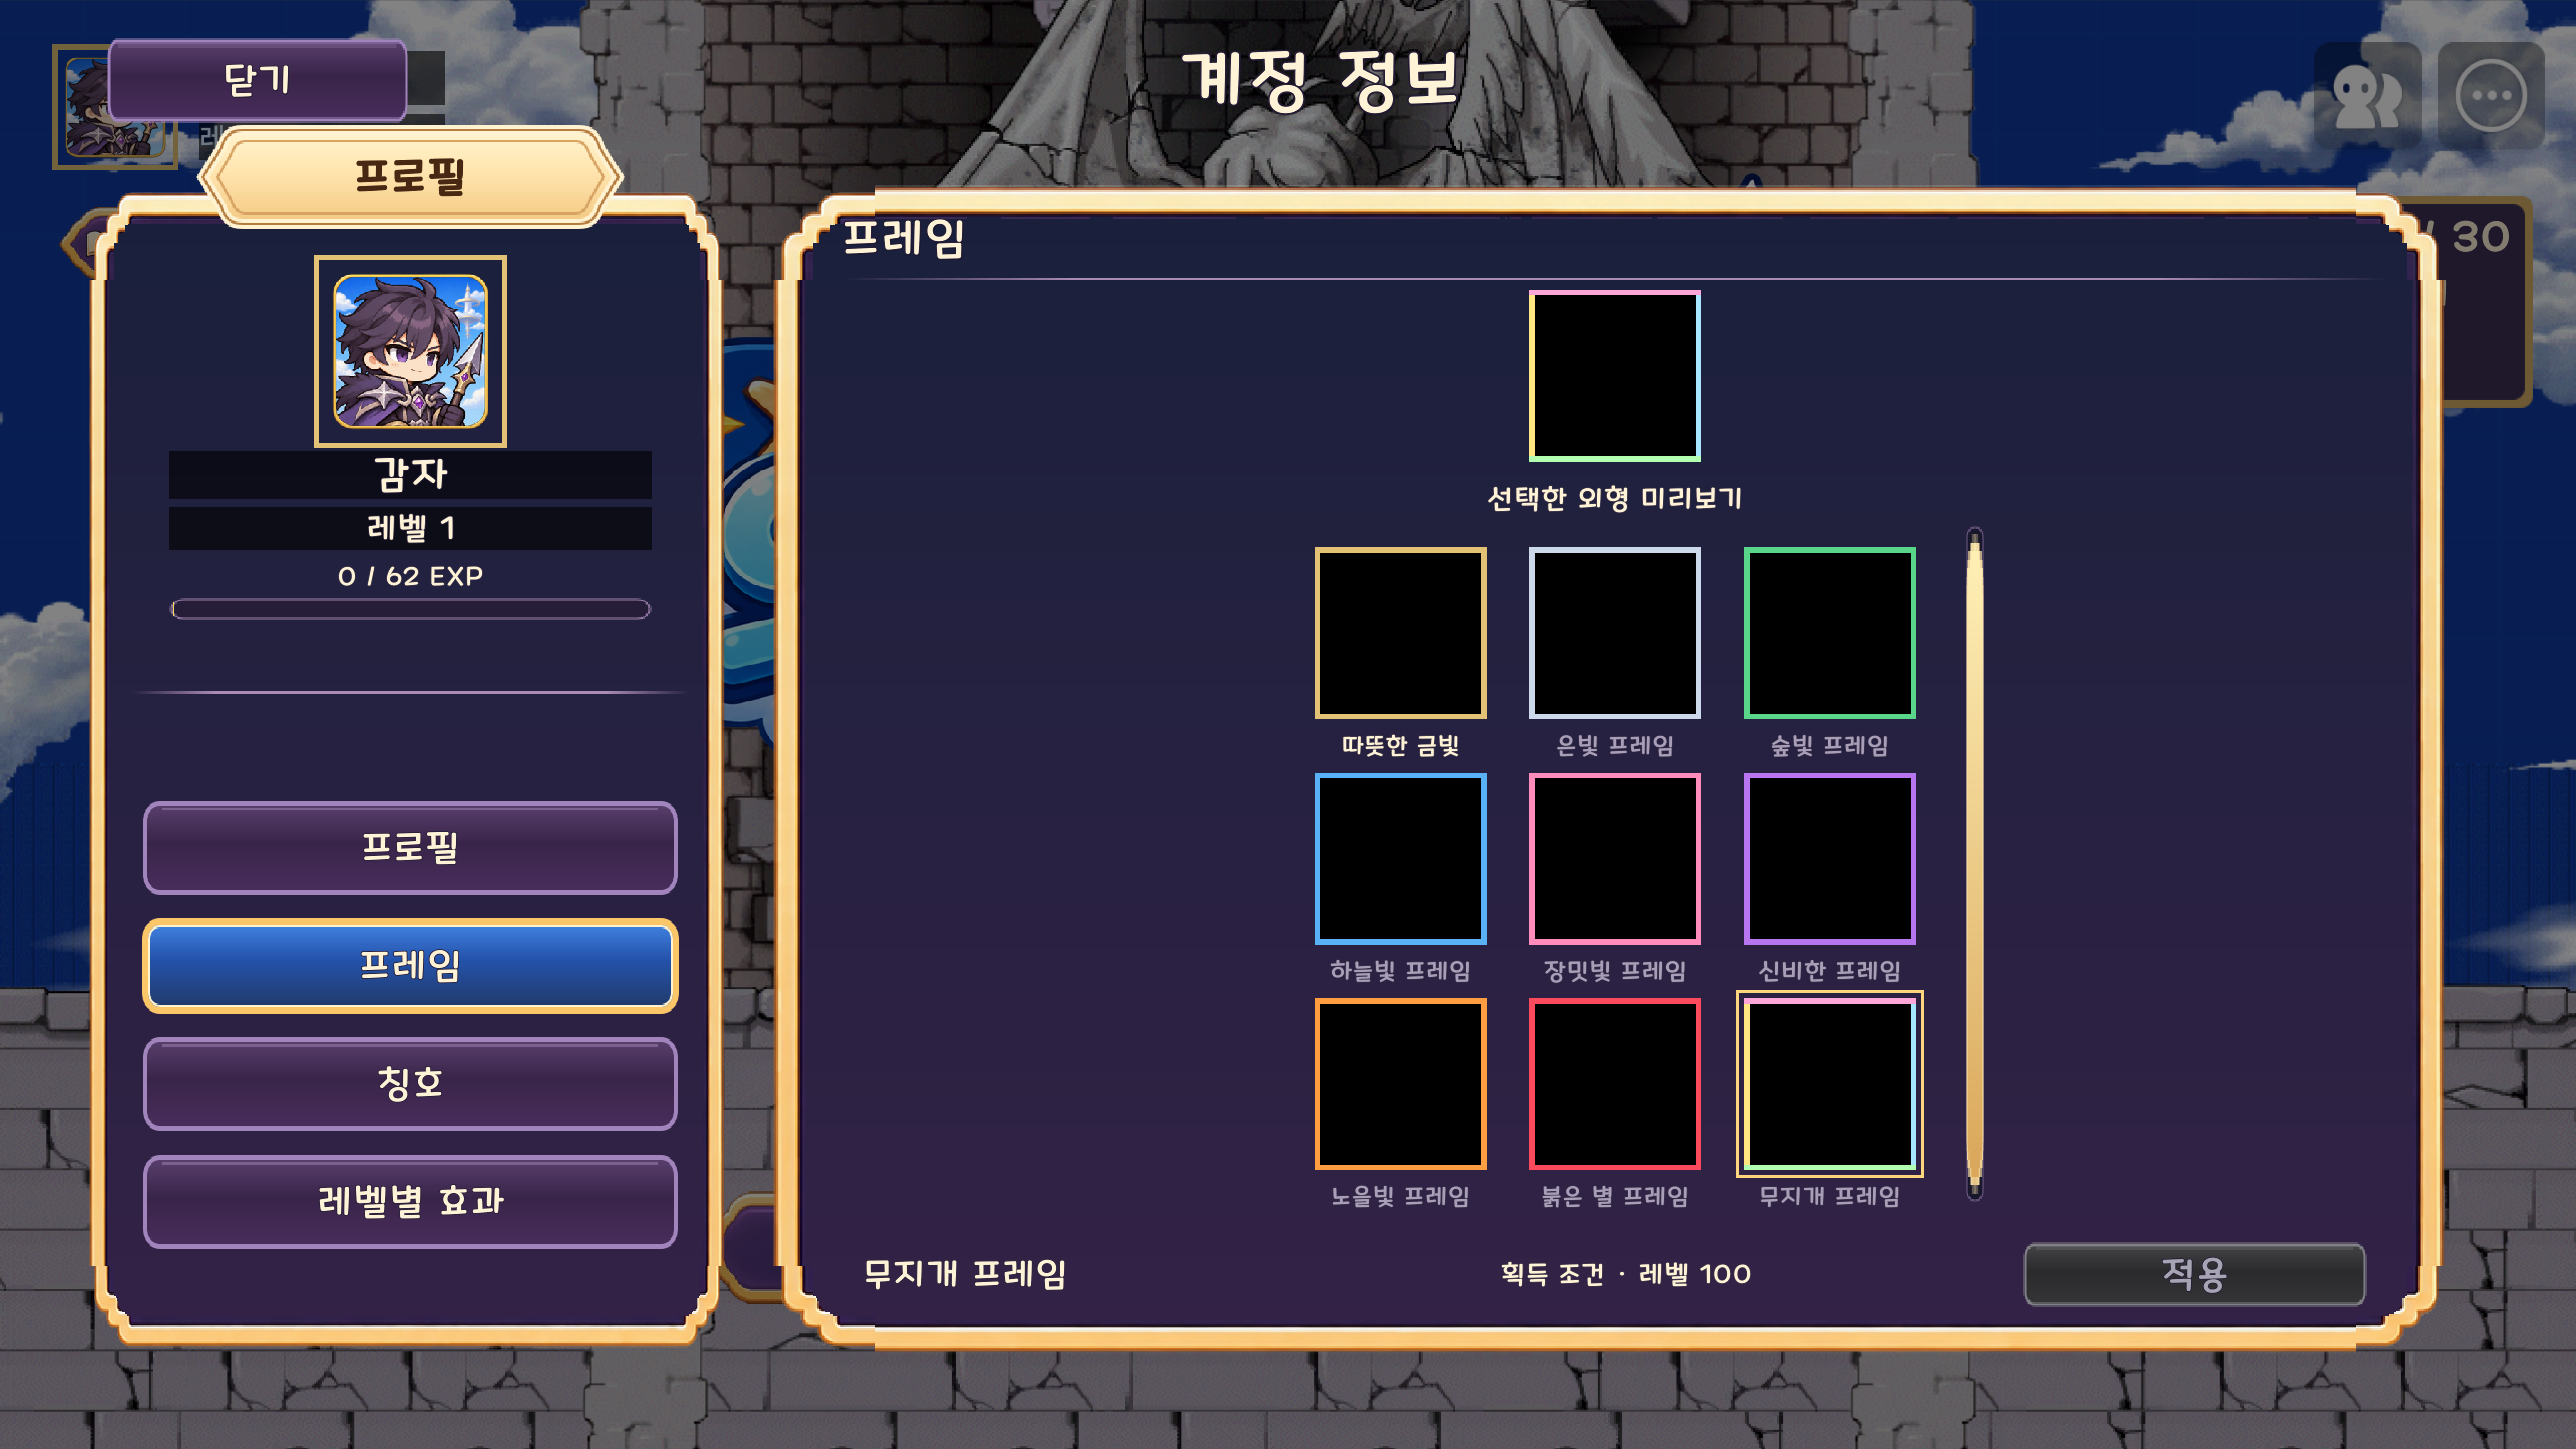 닫기
계정 정보
프로필
/ 30
감자
레벨 1
0 / 62 EXP
프로필
프레임
칭호
레벨별 효과
프레임
선택한 외형 미리보기
따뜻한 금빛
은빛 프레임
숲빛 프레임
하늘빛 프레임
장밋빛 프레임
신비한 프레임
노을빛 프레임
붉은 별 프레임
무지개 프레임
무지개 프레임
획득 조건 · 레벨 100
적용